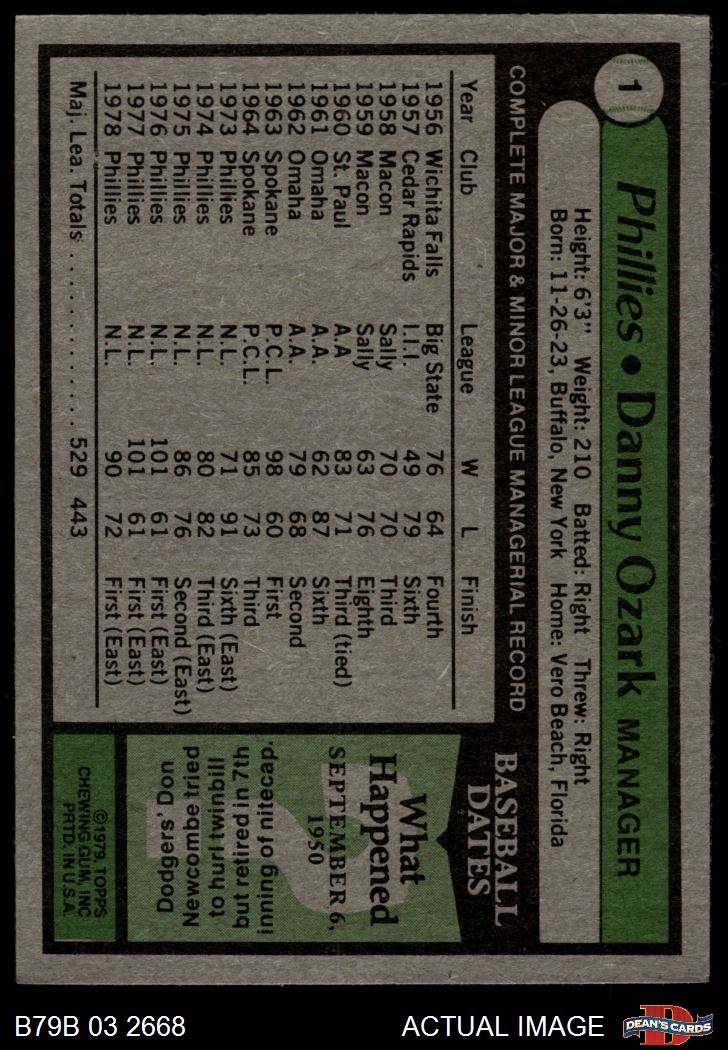 1
Phillies • Danny Ozark MANAGER
Height: 6'3" Weight: 210 Batted: Right Threw: Right
Born: 11-26-23, Buffalo, New York Home: Vero Beach, Florida
COMPLETE MAJOR & MINOR LEAGUE MANAGERIAL RECORD
Year Club League W L Finish
1956 Wichita Falls Big State 76 64 Fourth
1957 Cedar Rapids I.I.I. 49 79 Sixth
1958 Macon Sally 70 70 Third
1959 Macon Sally 63 76 Eighth
1960 St. Paul A.A 83 71 Third (tied)
1961 Omaha A.A. 62 87 Sixth
1962 Omaha A.A. 79 68 Second
1963 Spokane P.C.L. 98 60 First
1964 Spokane P.C.L. 85 73 Third
1973 Phillies N.L. 71 91 Sixth (East)
1974 Phillies N.L. 80 82 Third (East)
1975 Phillies N.L. 86 76 Second (East)
1976 Phillies N.L. 101 61 First (East)
1977 Phillies N.L. 101 61 First (East)
1978 Phillies N.L. 90 72 First (East)
Maj. Lea. Totals . . . . . . . . . . . . . 529 443
BASEBALL
DATES
What
Happened
SEPTEMBER 6,
1950
Dodgers' Don
Newcombe tried
to hurl twinbill
but retired in 7th
inning of nitecap.
©1979, TOPPS
CHEWING GUM, INC
PRTD. IN U.S.A.
B79B 03 2668
ACTUAL IMAGE
D
DEAN'S CARDS